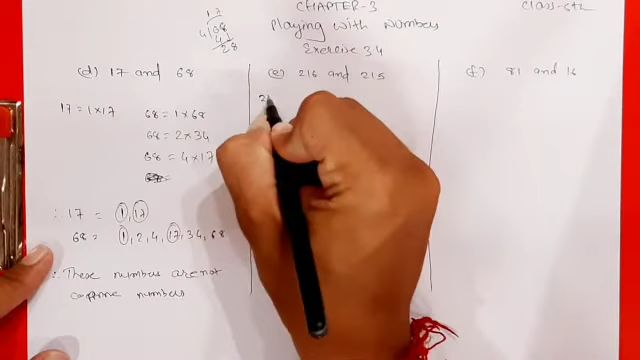 CHAPTER-3
Class-6th
Playing with Numbers
Exercise 3.4
17
4)68
4↓
28
(d) 17 and 68
17 = 1×17
68 = 1×68
68 = 2×34
68 = 4×17
∴ 17 = 1, 17
68 = 1, 2, 4, 17, 34, 68
∴ These numbers are not
coprime numbers
(e) 216 and 215
2
(f) 81 and 16